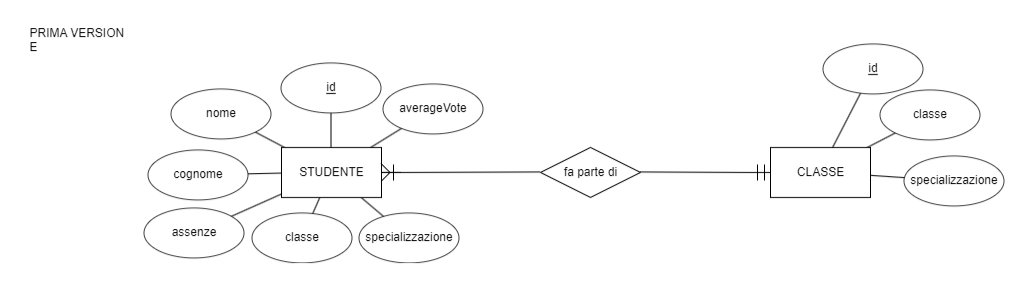 PRIMA VERSION
E
id
nome
averageVote
STUDENTE
cognome
assenze
classe
specializzazione
fa parte di
id
classe
CLASSE
specializzazione